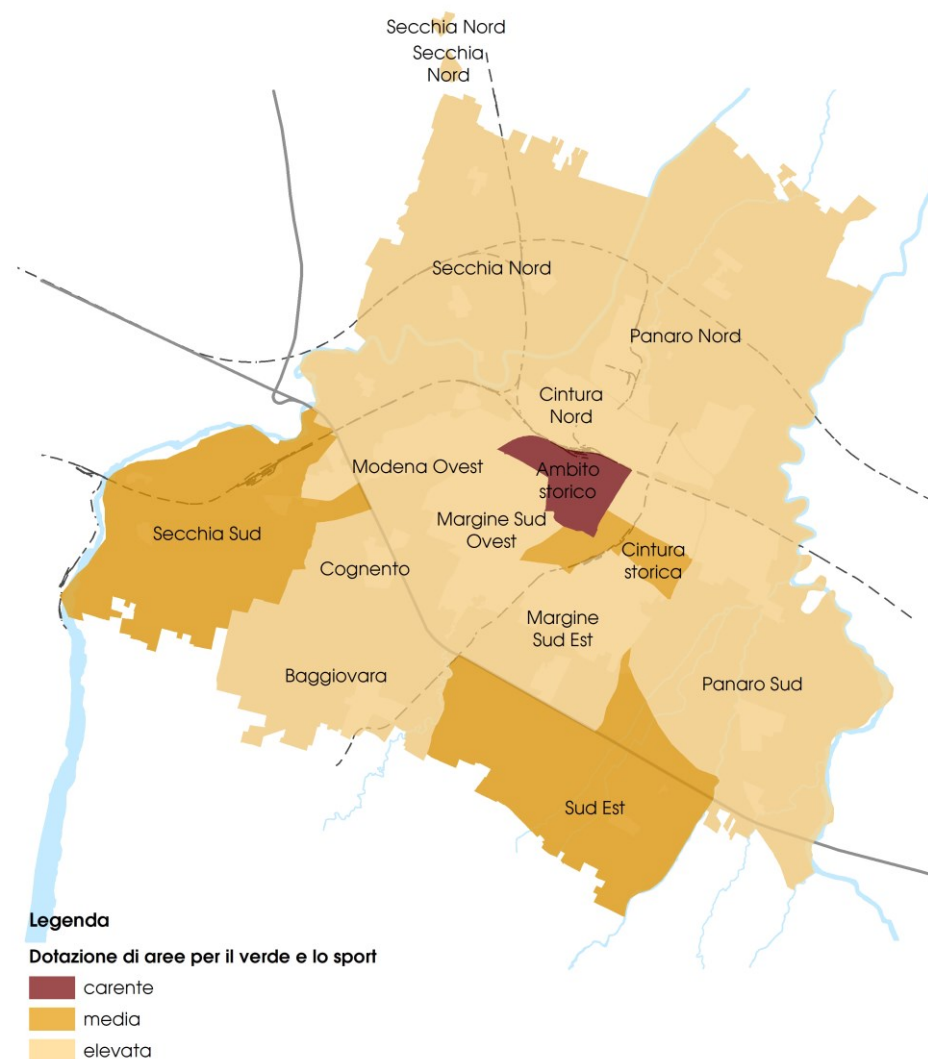 Secchia Nord
Secchia
Nord
Secchia Nord
Panaro Nord
Cintura
Nord
Modena Ovest
Ambito
storico
Margine Sud
Ovest
Secchia Sud
Cintura
storica
Cognento
Margine
Sud Est
Baggiovara
Panaro Sud
Sud Est
Legenda
Dotazione di aree per il verde e lo sport
carente
media
elevata